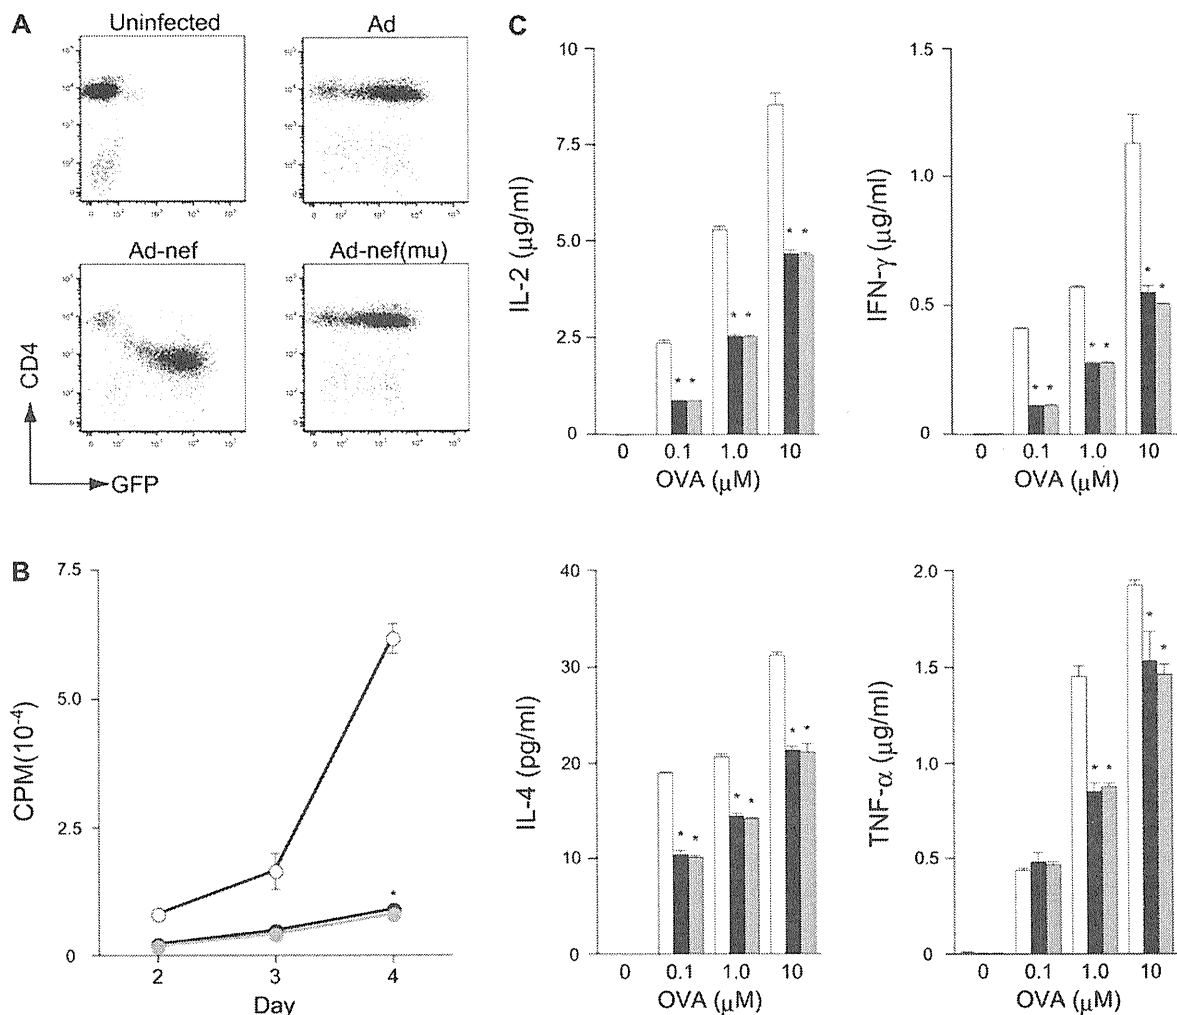 A
Uninfected
Ad
Ad-nef
Ad-nef(mu)
CD4
GFP
B
7.5
5.0
2.5
0
CPM(10⁻⁴)
*
2
3
4
Day
C
10
7.5
5.0
2.5
0
IL-2 (μg/ml)
* *
* *
* *
0
0.1
1.0
10
OVA (μM)
1.5
1.0
0.5
0
IFN-γ (μg/ml)
* *
* *
*
*
0
0.1
1.0
10
OVA (μM)
40
30
20
10
0
IL-4 (pg/ml)
* *
* *
* *
0
0.1
1.0
10
OVA (μM)
2.0
1.5
1.0
0.5
0
TNF-α (μg/ml)
* *
*
*
0
0.1
1.0
10
OVA (μM)